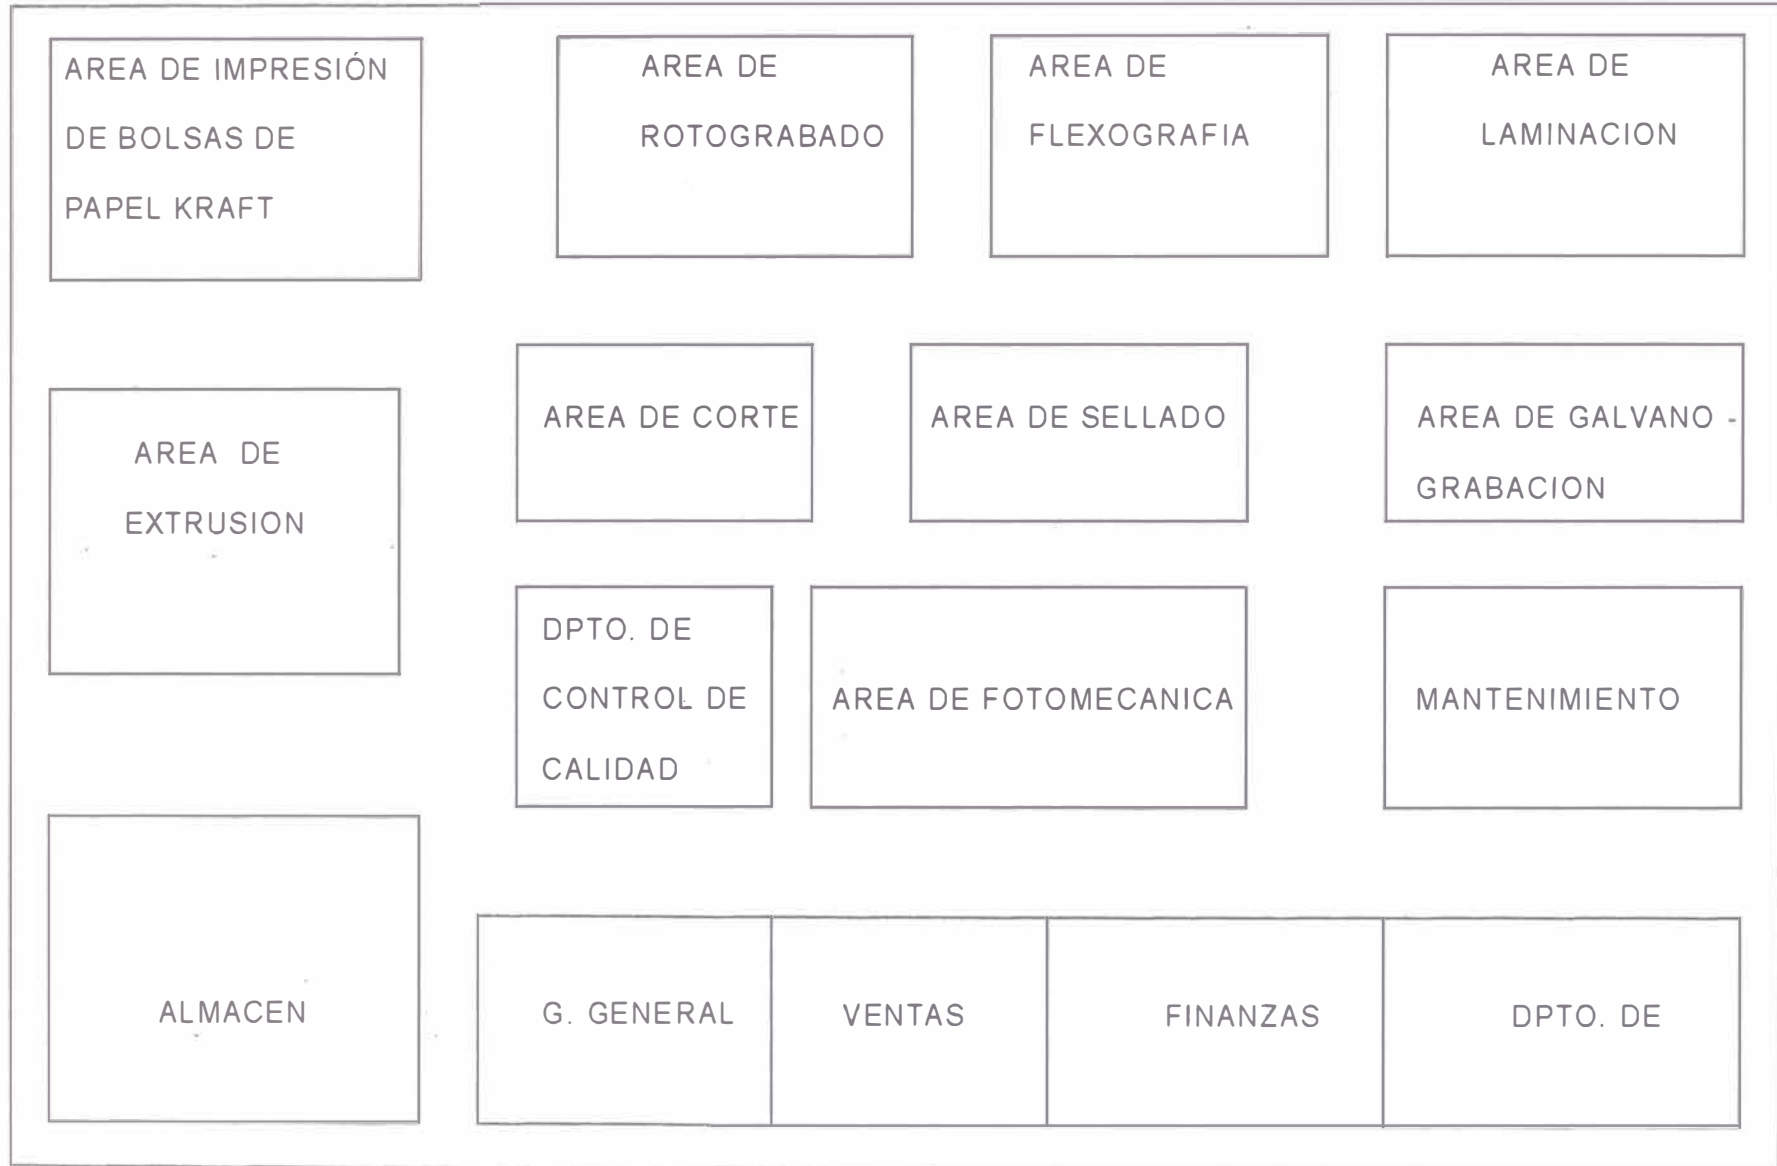 AREA DE IMPRESIÓN
DE BOLSAS DE
PAPEL KRAFT
AREA DE
ROTOGRABADO
AREA DE
FLEXOGRAFIA
AREA DE
LAMINACION
AREA DE
EXTRUSION
AREA DE CORTE
AREA DE SELLADO
AREA DE GALVANO -
GRABACION
DPTO. DE
CONTROL DE
CALIDAD
AREA DE FOTOMECANICA
MANTENIMIENTO
ALMACEN
G. GENERAL
VENTAS
FINANZAS
DPTO. DE